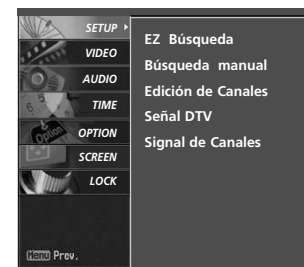 SETUP
VIDEO
AUDIO
TIME
OPTION
SCREEN
LOCK
Menu Prev.
EZ Búsqueda
Búsqueda manual
Edición de Canales
Señal DTV
Signal de Canales